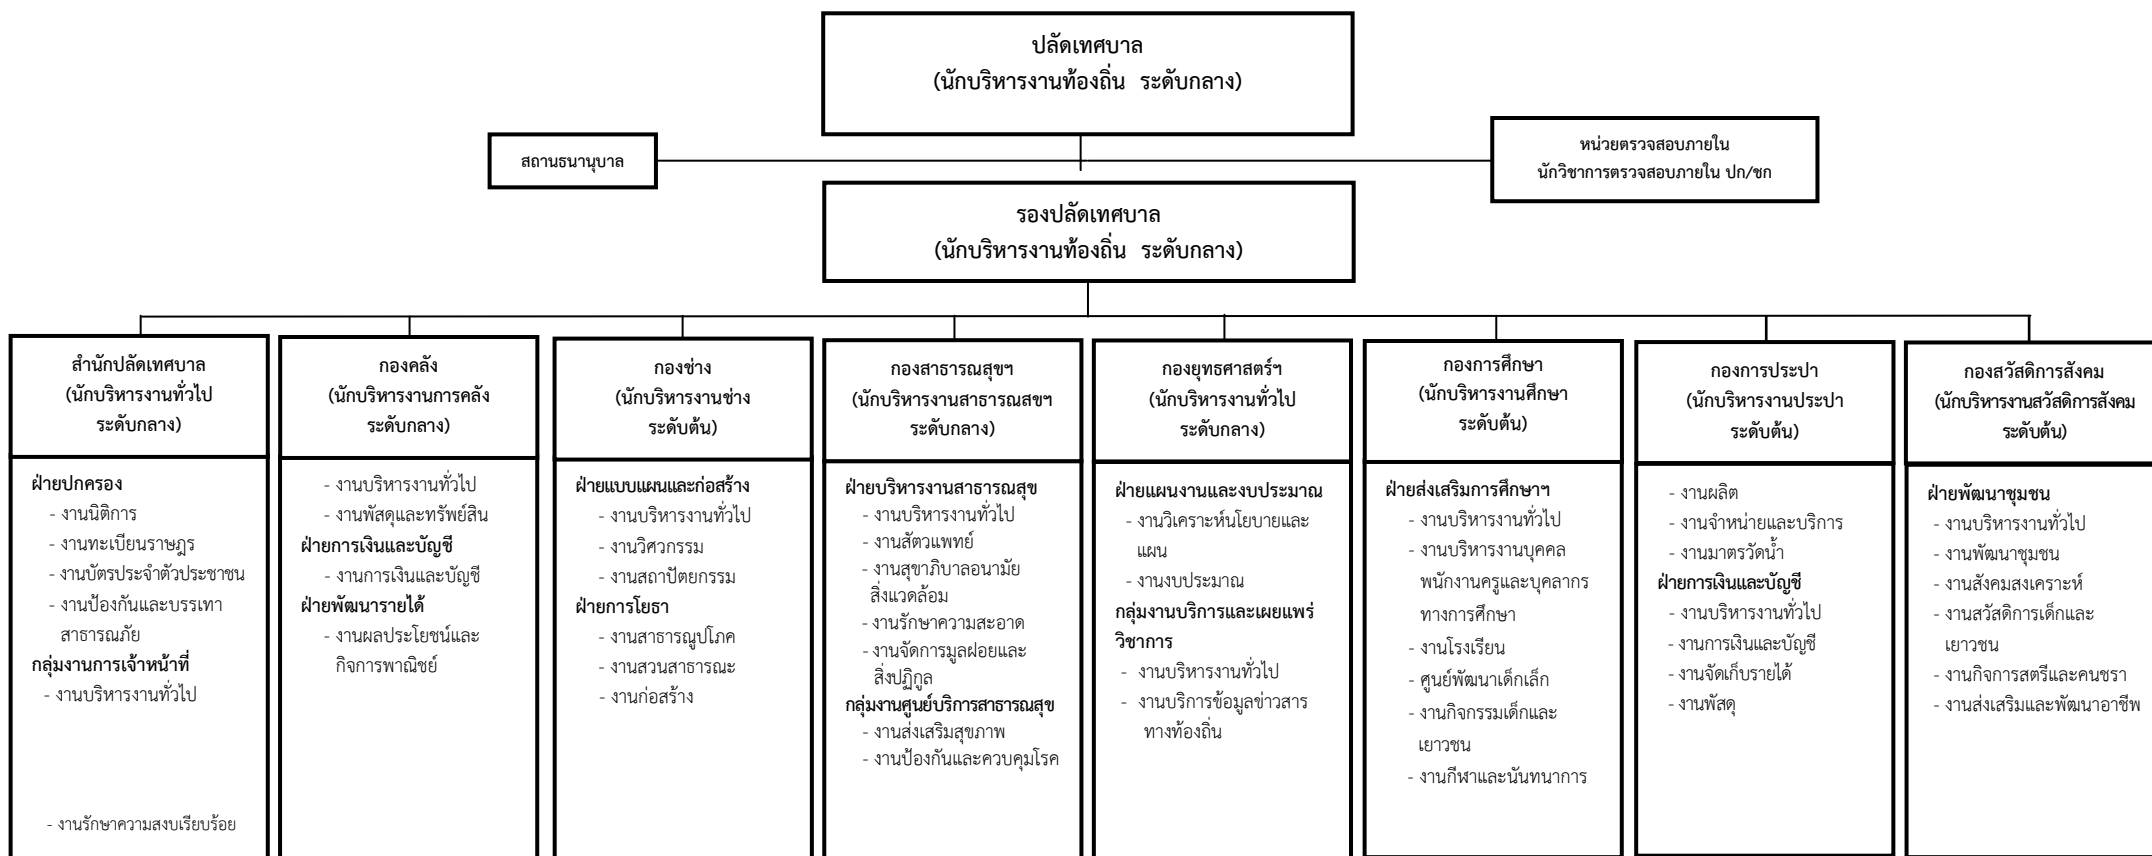 ปลัดเทศบาล
(นักบริหารงานท้องถิ่น ระดับกลาง)
สถานธนานุบาล
หน่วยตรวจสอบภายใน
นักวิชาการตรวจสอบภายใน ปก/ชก
รองปลัดเทศบาล
(นักบริหารงานท้องถิ่น ระดับกลาง)
สำนักปลัดเทศบาล
(นักบริหารงานทั่วไป
ระดับกลาง)
ฝ่ายปกครอง
- งานนิติการ
- งานทะเบียนราษฎร
- งานบัตรประจำตัวประชาชน
- งานป้องกันและบรรเทา
สาธารณภัย
กลุ่มงานการเจ้าหน้าที่
- งานบริหารงานทั่วไป
- งานรักษาความสงบเรียบร้อย
กองคลัง
(นักบริหารงานการคลัง
ระดับกลาง)
- งานบริหารงานทั่วไป
- งานพัสดุและทรัพย์สิน
ฝ่ายการเงินและบัญชี
- งานการเงินและบัญชี
ฝ่ายพัฒนารายได้
- งานผลประโยชน์และ
กิจการพาณิชย์
กองช่าง
(นักบริหารงานช่าง
ระดับต้น)
ฝ่ายแบบแผนและก่อสร้าง
- งานบริหารงานทั่วไป
- งานวิศวกรรม
- งานสถาปัตยกรรม
ฝ่ายการโยธา
- งานสาธารณูปโภค
- งานสวนสาธารณะ
- งานก่อสร้าง
กองสาธารณสุขฯ
(นักบริหารงานสาธารณสขฯ
ระดับกลาง)
ฝ่ายบริหารงานสาธารณสุข
- งานบริหารงานทั่วไป
- งานสัตวแพทย์
- งานสุขาภิบาลอนามัย
สิ่งแวดล้อม
- งานรักษาความสะอาด
- งานจัดการมูลฝอยและ
สิ่งปฏิกูล
กลุ่มงานศูนย์บริการสาธารณสุข
- งานส่งเสริมสุขภาพ
- งานป้องกันและควบคุมโรค
กองยุทธศาสตร์ฯ
(นักบริหารงานทั่วไป
ระดับกลาง)
ฝ่ายแผนงานและงบประมาณ
- งานวิเคราะห์นโยบายและ
แผน
- งานงบประมาณ
กลุ่มงานบริการและเผยแพร่
วิชาการ
- งานบริหารงานทั่วไป
- งานบริการข้อมูลข่าวสาร
ทางท้องถิ่น
กองการศึกษา
(นักบริหารงานศึกษา
ระดับต้น)
ฝ่ายส่งเสริมการศึกษาฯ
- งานบริหารงานทั่วไป
- งานบริหารงานบุคคล
พนักงานครูและบุคลากร
ทางการศึกษา
- งานโรงเรียน
- ศูนย์พัฒนาเด็กเล็ก
- งานกิจกรรมเด็กและ
เยาวชน
- งานกีฬาและนันทนาการ
กองการประปา
(นักบริหารงานประปา
ระดับต้น)
- งานผลิต
- งานจำหน่ายและบริการ
- งานมาตรวัดน้ำ
ฝ่ายการเงินและบัญชี
- งานบริหารงานทั่วไป
- งานการเงินและบัญชี
- งานจัดเก็บรายได้
- งานพัสดุ
กองสวัสดิการสังคม
(นักบริหารงานสวัสดิการสังคม
ระดับต้น)
ฝ่ายพัฒนาชุมชน
- งานบริหารงานทั่วไป
- งานพัฒนาชุมชน
- งานสังคมสงเคราะห์
- งานสวัสดิการเด็กและ
เยาวชน
- งานกิจการสตรีและคนชรา
- งานส่งเสริมและพัฒนาอาชีพ